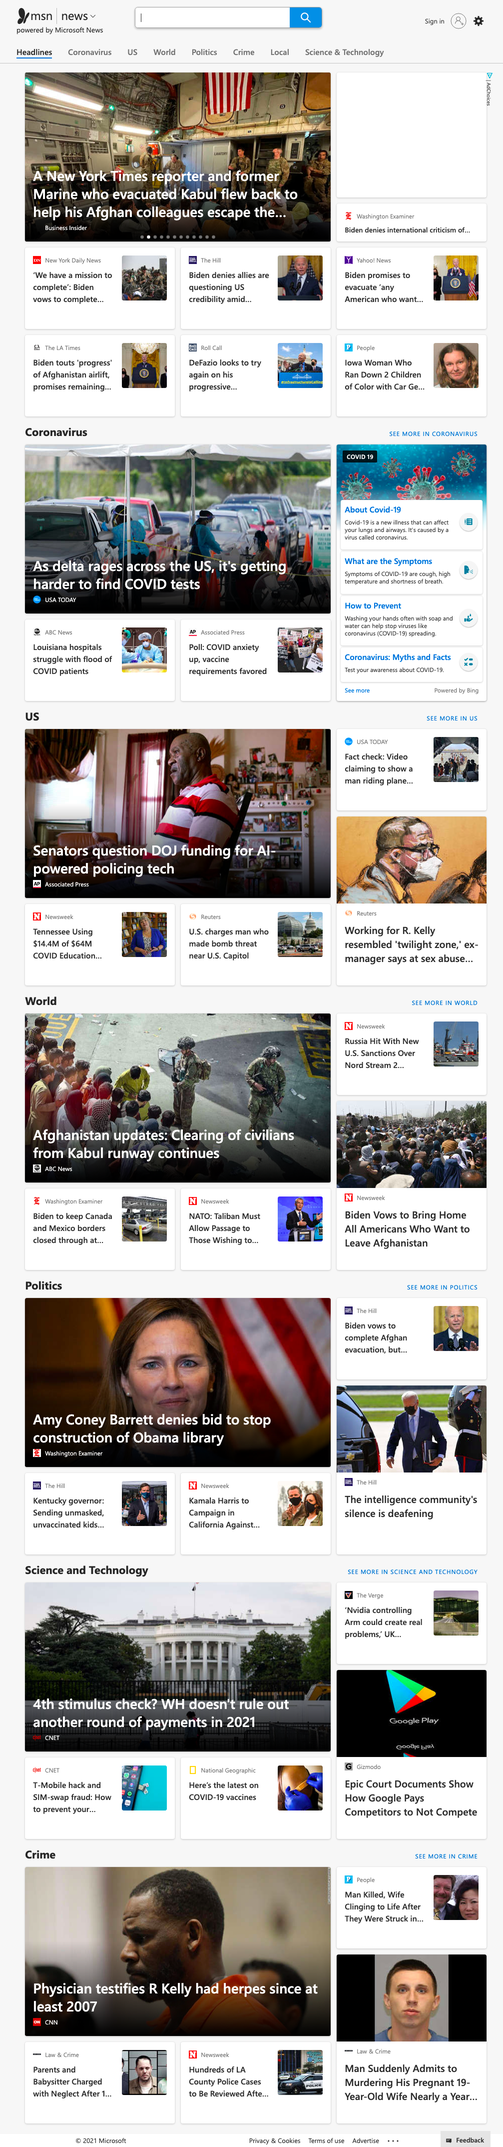 msn news
powered by Microsoft News
Sign in
Headlines Coronavirus US World Politics Crime Local Science & Technology
A New York Times reporter and former
Marine who evacuated Kabul flew back to
help his Afghan colleagues escape the...
Business Insider
AdChoices
Washington Examiner
Biden denies international criticism of...
New York Daily News
'We have a mission to
complete': Biden
vows to complete...
The Hill
Biden denies allies are
questioning US
credibility amid...
Yahoo! News
Biden promises to
evacuate 'any
American who want...
The LA Times
Biden touts 'progress'
of Afghanistan airlift,
promises remaining...
Roll Call
DeFazio looks to try
again on his
progressive...
People
Iowa Woman Who
Ran Down 2 Children
of Color with Car Ge...
Coronavirus
SEE MORE IN CORONAVIRUS
As delta rages across the US, it's getting
harder to find COVID tests
USA TODAY
COVID 19
About Covid-19
Covid-19 is a new illness that can affect
your lungs and airways. It's caused by a
virus called coronavirus.
What are the Symptoms
Symptoms of COVID-19 are cough, high
temperature and shortness of breath.
How to Prevent
Washing your hands often with soap and
water can help stop viruses like
coronavirus (COVID-19) spreading.
Coronavirus: Myths and Facts
Test your awareness about COVID-19.
See more
Powered by Bing
ABC News
Louisiana hospitals
struggle with flood of
COVID patients
Associated Press
Poll: COVID anxiety
up, vaccine
requirements favored
US
SEE MORE IN US
Senators question DOJ funding for AI-
powered policing tech
AP Associated Press
USA TODAY
Fact check: Video
claiming to show a
man riding plane...
Reuters
Working for R. Kelly
resembled 'twilight zone,' ex-
manager says at sex abuse...
Newsweek
Tennessee Using
$14.4M of $64M
COVID Education...
Reuters
U.S. charges man who
made bomb threat
near U.S. Capitol
World
SEE MORE IN WORLD
Afghanistan updates: Clearing of civilians
from Kabul runway continues
ABC News
Newsweek
Russia Hit With New
U.S. Sanctions Over
Nord Stream 2...
Newsweek
Biden Vows to Bring Home
All Americans Who Want to
Leave Afghanistan
Washington Examiner
Biden to keep Canada
and Mexico borders
closed through at...
Newsweek
NATO: Taliban Must
Allow Passage to
Those Wishing to...
Politics
SEE MORE IN POLITICS
Amy Coney Barrett denies bid to stop
construction of Obama library
Washington Examiner
The Hill
Biden vows to
complete Afghan
evacuation, but...
The Hill
The intelligence community's
silence is deafening
The Hill
Kentucky governor:
Sending unmasked,
unvaccinated kids...
Newsweek
Kamala Harris to
Campaign in
California Against...
Science and Technology
SEE MORE IN SCIENCE AND TECHNOLOGY
4th stimulus check? WH doesn't rule out
another round of payments in 2021
CNET
The Verge
'Nvidia controlling
Arm could create real
problems,' UK...
Google Play
Gizmodo
Epic Court Documents Show
How Google Pays
Competitors to Not Compete
CNET
T-Mobile hack and
SIM-swap fraud: How
to prevent your...
National Geographic
Here's the latest on
COVID-19 vaccines
Crime
SEE MORE IN CRIME
Physician testifies R Kelly had herpes since at
least 2007
CNN
People
Man Killed, Wife
Clinging to Life After
They Were Struck in...
Law & Crime
Man Suddenly Admits to
Murdering His Pregnant 19-
Year-Old Wife Nearly a Year...
Law & Crime
Parents and
Babysitter Charged
with Neglect After 1...
Newsweek
Hundreds of LA
County Police Cases
to Be Reviewed Afte...
© 2021 Microsoft
Privacy & Cookies Terms of use Advertise ...
Feedback